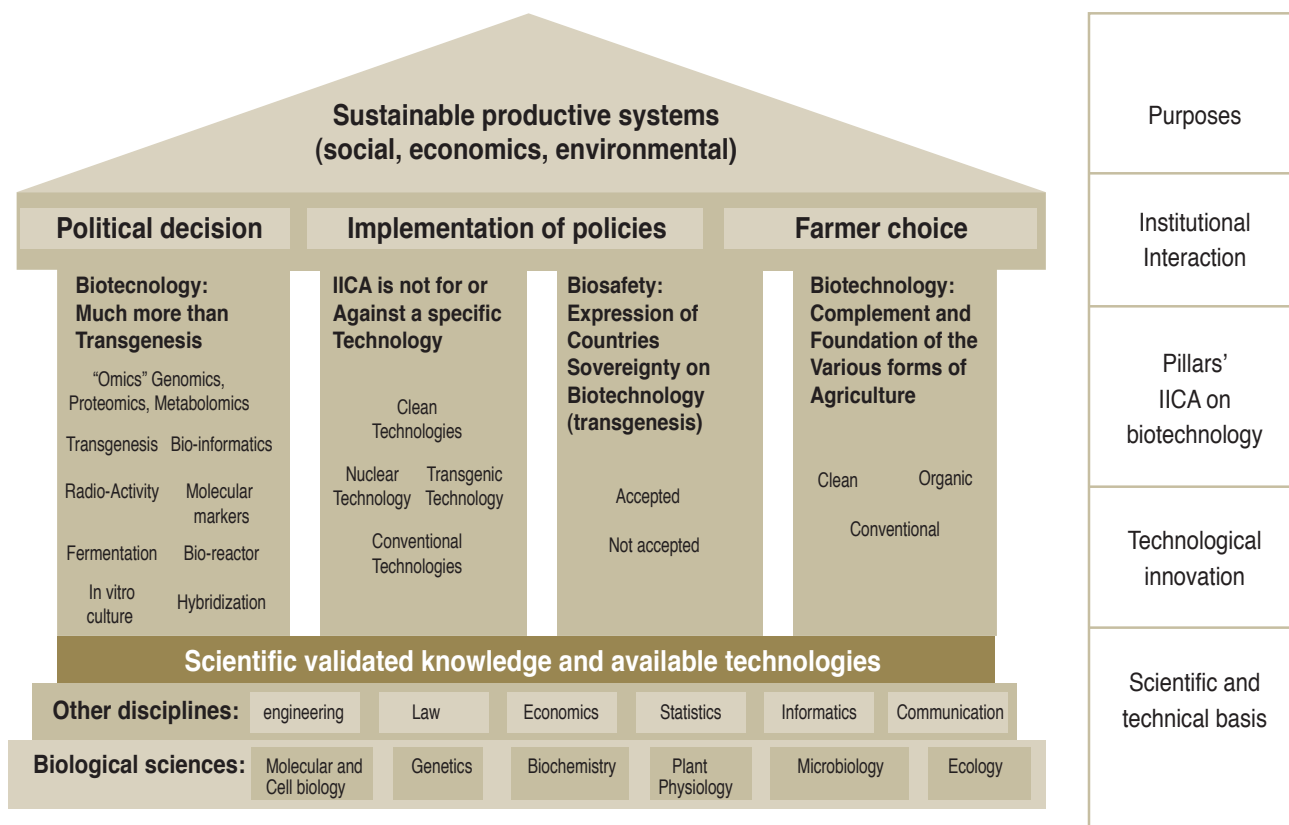 Sustainable productive systems
(social, economics, environmental)
Political decision
Implementation of policies
Farmer choice
Biotecnology:
Much more than
Transgenesis
“Omics” Genomics,
Proteomics, Metabolomics
Transgenesis Bio-informatics
Radio-Activity Molecular
markers
Fermentation Bio-reactor
In vitro
culture
Hybridization
IICA is not for or
Against a specific
Technology
Clean
Technologies
Nuclear
Technology
Transgenic
Technology
Conventional
Technologies
Biosafety:
Expression of
Countries
Sovereignty on
Biotechnology
(transgenesis)
Accepted
Not accepted
Biotechnology:
Complement and
Foundation of the
Various forms of
Agriculture
Clean
Organic
Conventional
Scientific validated knowledge and available technologies
Other disciplines: engineering Law Economics Statistics Informatics Communication
Biological sciences:
Molecular and
Cell biology
Genetics
Biochemistry
Plant
Physiology
Microbiology
Ecology
Purposes
Institutional
Interaction
Pillars’
IICA on
biotechnology
Technological
innovation
Scientific and
technical basis